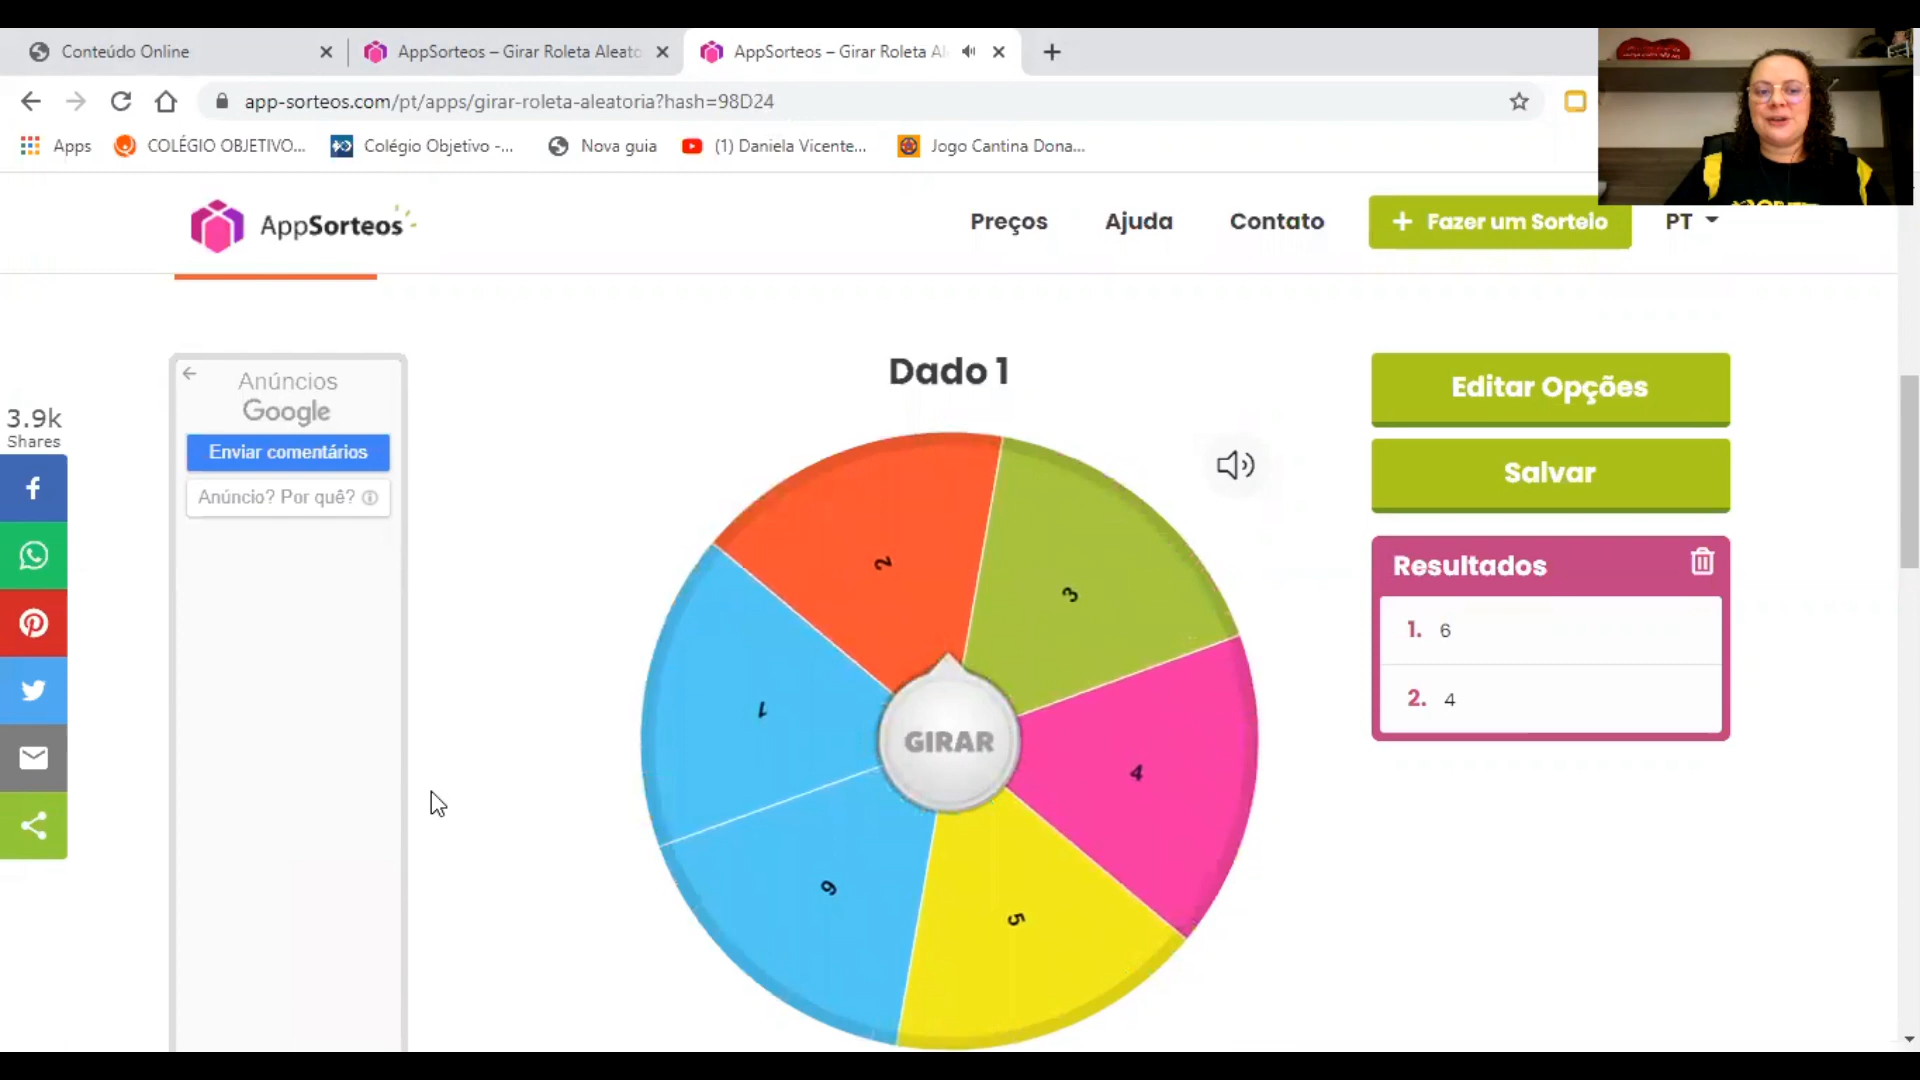 Conteúdo Online
AppSorteos – Girar Roleta Aleato
AppSorteos – Girar Roleta Al
app-sorteos.com/pt/apps/girar-roleta-aleatoria?hash=98D24
Apps
COLÉGIO OBJETIVO...
Colégio Objetivo -...
Nova guia
(1) Daniela Vicente...
Jogo Cantina Dona...
AppSorteos
Preços
Ajuda
Contato
+ Fazer um Sorteio
PT
Anúncios
Google
Enviar comentários
Anúncio? Por quê?
3.9k
Shares
Dado 1
2
3
1
GIRAR
4
6
5
Editar Opções
Salvar
Resultados
1. 6
2. 4